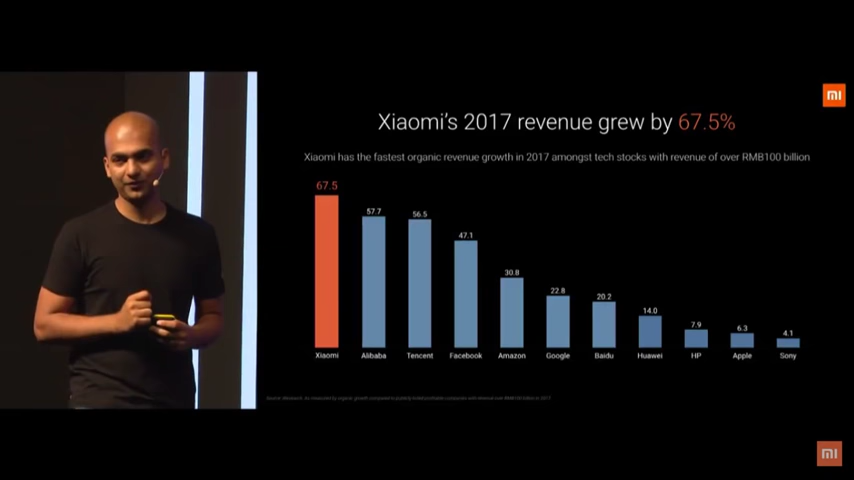 mi
Xiaomi's 2017 revenue grew by 67.5%
Xiaomi has the fastest organic revenue growth in 2017 amongst tech stocks with revenue of over RMB100 billion
67.5
57.7
56.5
47.1
30.8
22.8
20.2
14.0
7.9
6.3
4.1
Xiaomi Alibaba Tencent Facebook Amazon Google Baidu Huawei HP Apple Sony
mi